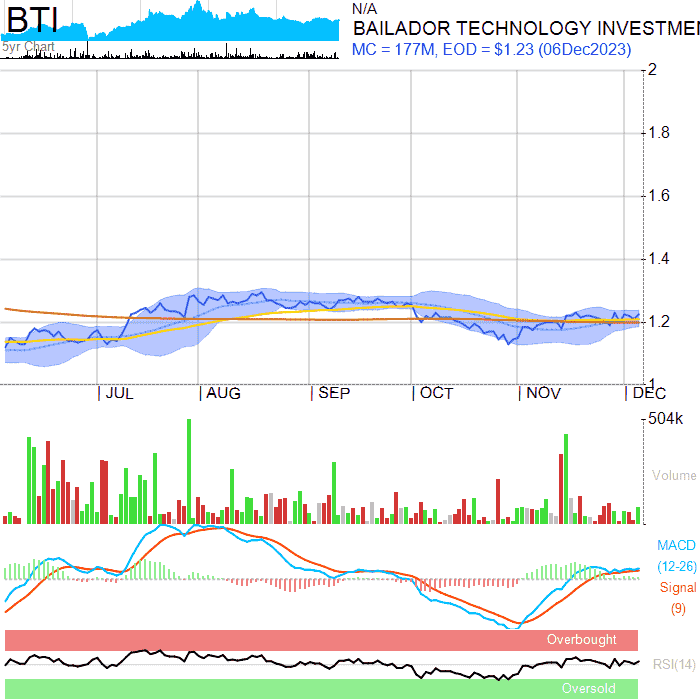 BTI
5yr Chart
N/A
BAILADOR TECHNOLOGY INVESTMEN
MC = 177M, EOD = $1.23 (06Dec2023)
2
1.8
1.6
1.4
1.2
1
JUL AUG SEP OCT NOV DEC
504k
Volume
MACD
(12-26)
Signal
(9)
Overbought
RSI(14)
Oversold